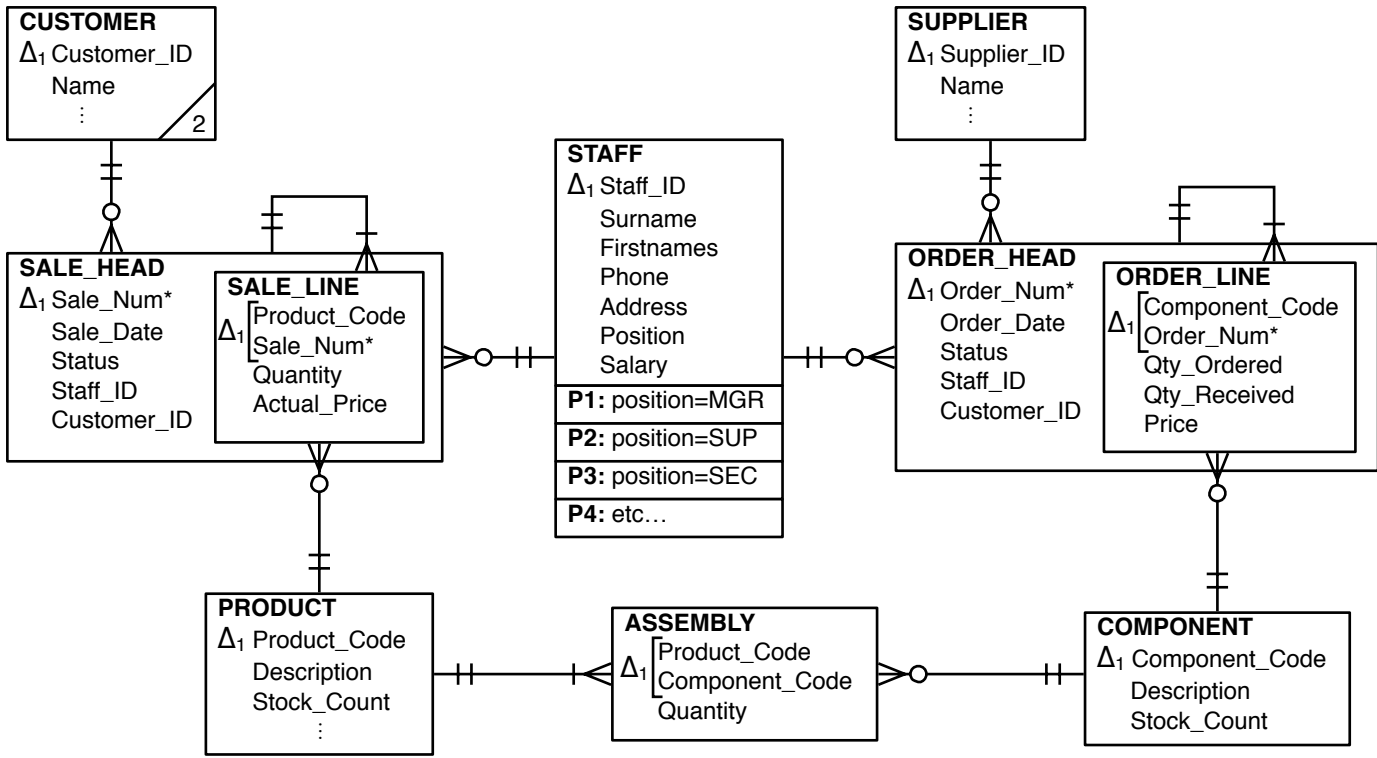 CUSTOMER
Δ1 Customer_ID
Name
⋮
2
SUPPLIER
Δ1 Supplier_ID
Name
⋮
STAFF
Δ1 Staff_ID
Surname
Firstnames
Phone
Address
Position
Salary
P1: position=MGR
P2: position=SUP
P3: position=SEC
P4: etc…
SALE_HEAD
Δ1 Sale_Num*
Sale_Date
Status
Staff_ID
Customer_ID
SALE_LINE
Δ1 Product_Code
Sale_Num*
Quantity
Actual_Price
ORDER_HEAD
Δ1 Order_Num*
Order_Date
Status
Staff_ID
Customer_ID
ORDER_LINE
Δ1 Component_Code
Order_Num*
Qty_Ordered
Qty_Received
Price
PRODUCT
Δ1 Product_Code
Description
Stock_Count
⋮
ASSEMBLY
Δ1 Product_Code
Component_Code
Quantity
COMPONENT
Δ1 Component_Code
Description
Stock_Count